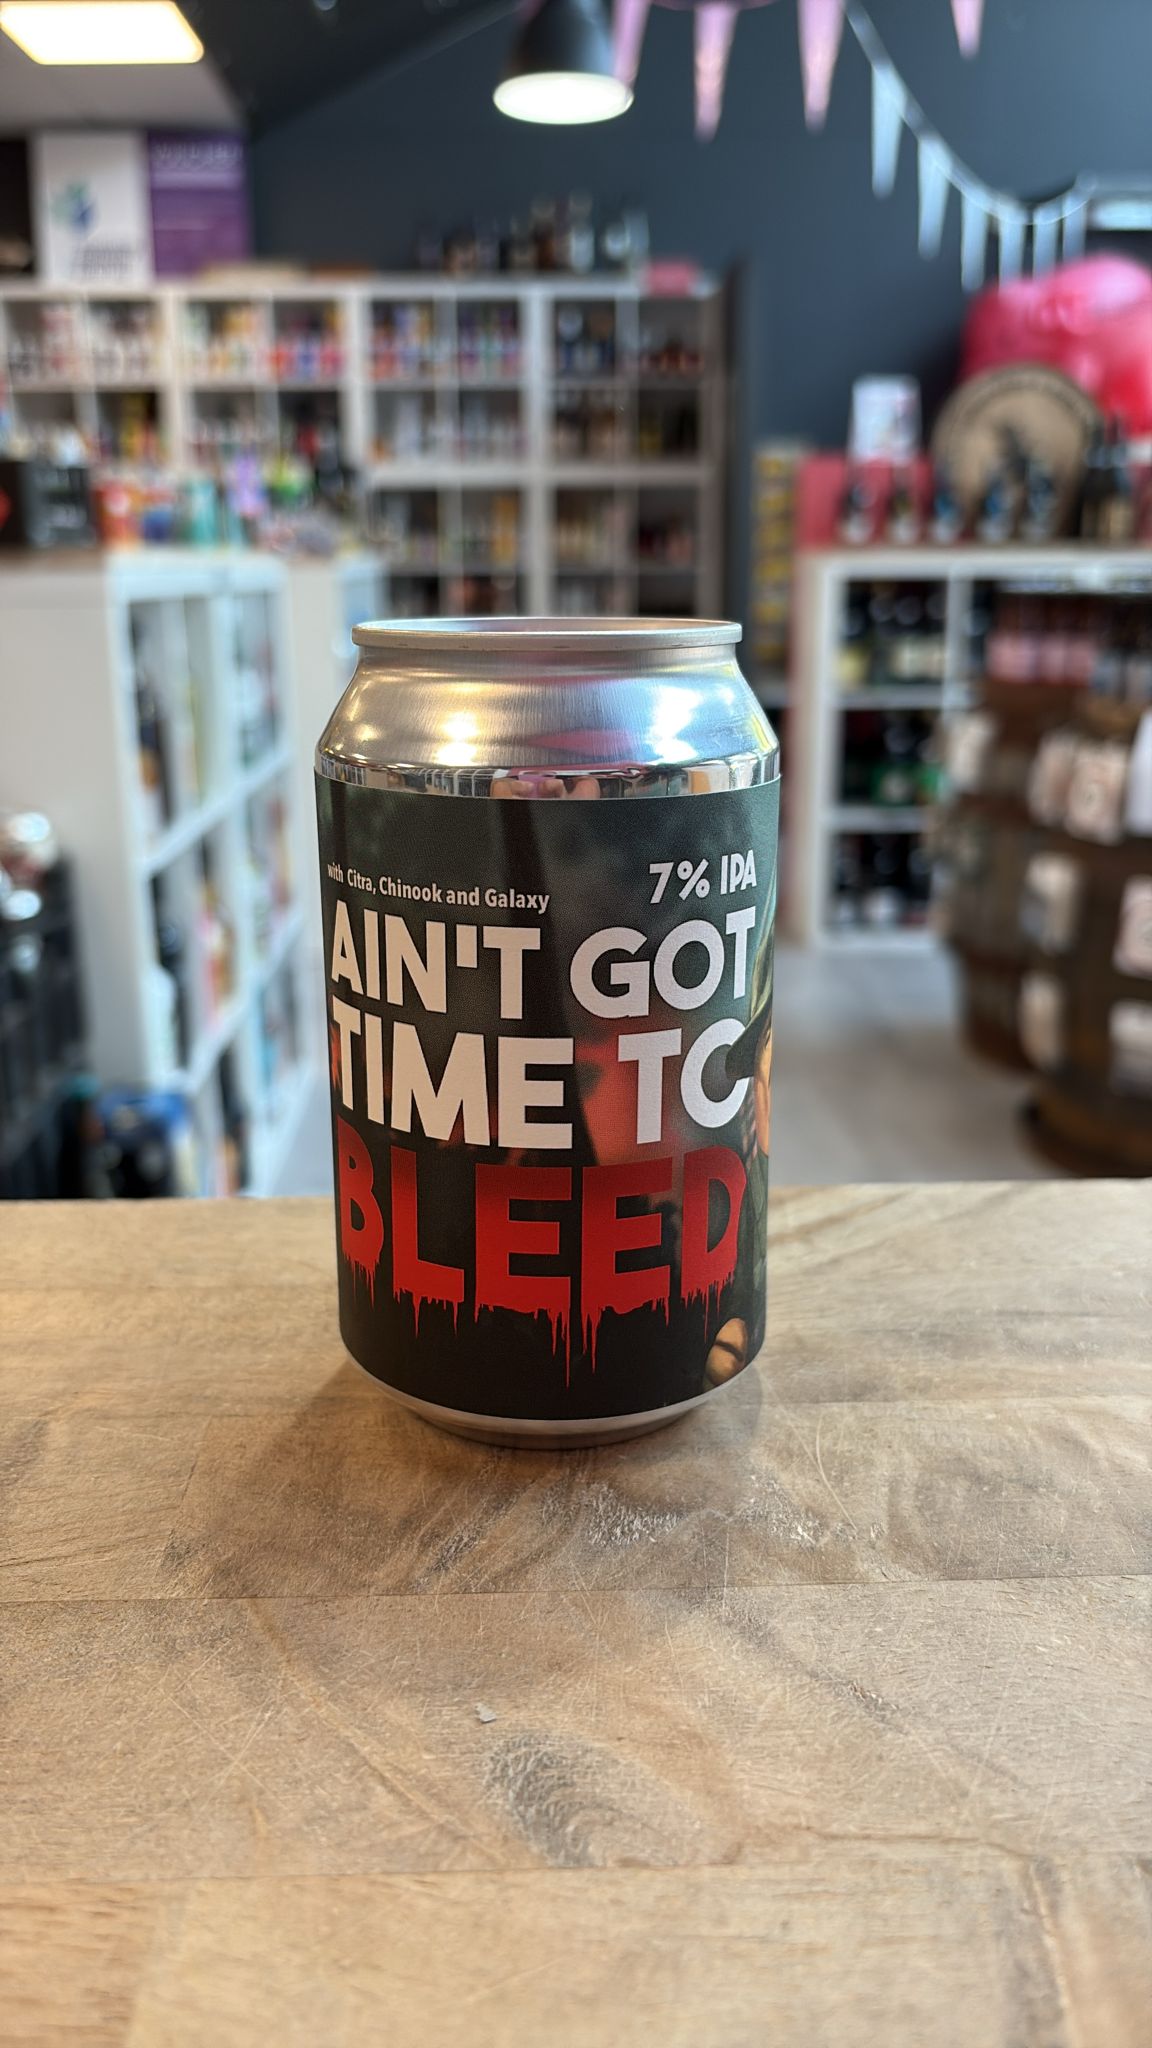 with Citra, Chinook and Galaxy
7% IPA
AIN'T GOT
TIME TO
BLEED